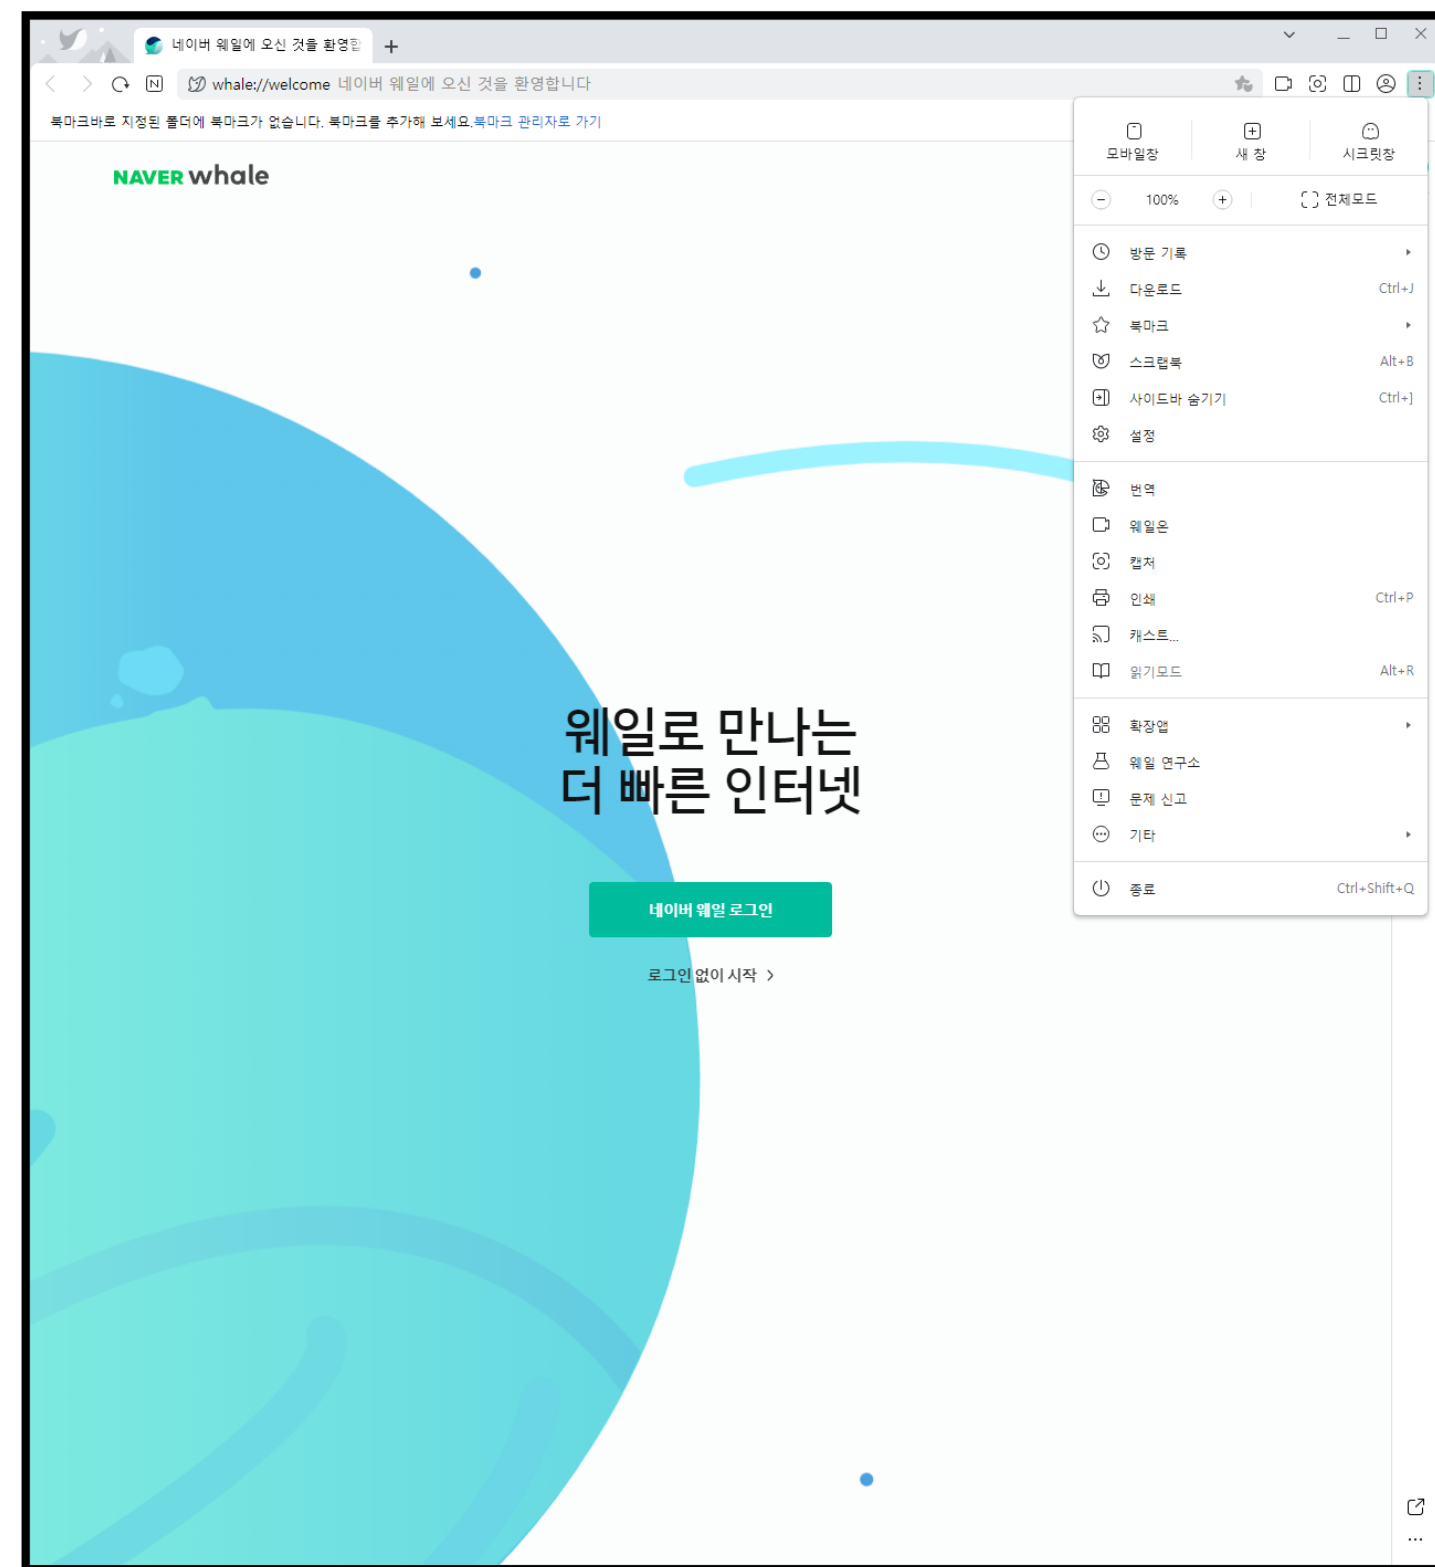 네이버 웨일에 오신 것을 환영합
whale://welcome 네이버 웨일에 오신 것을 환영합니다
북마크바로 지정된 폴더에 북마크가 없습니다. 북마크를 추가해 보세요.북마크 관리자로 가기
NAVER whale
모바일창 새 창 시크릿창
100% 전체모드
방문 기록
다운로드 Ctrl+J
북마크
스크랩북 Alt+B
사이드바 숨기기 Ctrl+]
설정
번역
웨일온
캡처
인쇄 Ctrl+P
캐스트...
읽기모드 Alt+R
확장앱
웨일 연구소
문제 신고
기타
종료 Ctrl+Shift+Q
웨일로 만나는
더 빠른 인터넷
네이버 웨일 로그인
로그인 없이 시작 >